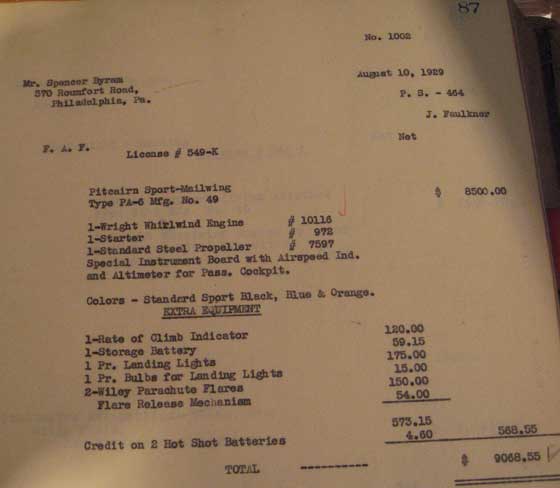 87
No. 1002
Mr. Spencer Byram
370 Roumfort Road,
Philadelphia, Pa.
August 10, 1929
P. S. - 464
J. Faulkner
Net
F. A. F.
License # 549-K
Pitcairn Sport-Mailwing
Type PA-6 Mfg. No. 49
$ 8500.00
1-Wright Whirlwind Engine # 10116
1-Starter # 972
1-Standard Steel Propeller # 7597
Special Instrument Board with Airspeed Ind.
and Altimeter for Pass. Cockpit.
Colors - Standard Sport Black, Blue & Orange.
EXTRA EQUIPMENT
1-Rate of Climb Indicator 120.00
1-Storage Battery 59.15
1 Pr. Landing Lights 175.00
1 Pr. Bulbs for Landing Lights 15.00
2-Wiley Parachute Flares 150.00
Flare Release Mechanism 54.00
573.15
Credit on 2 Hot Shot Batteries 4.60 568.55
TOTAL ---------- $ 9068.55